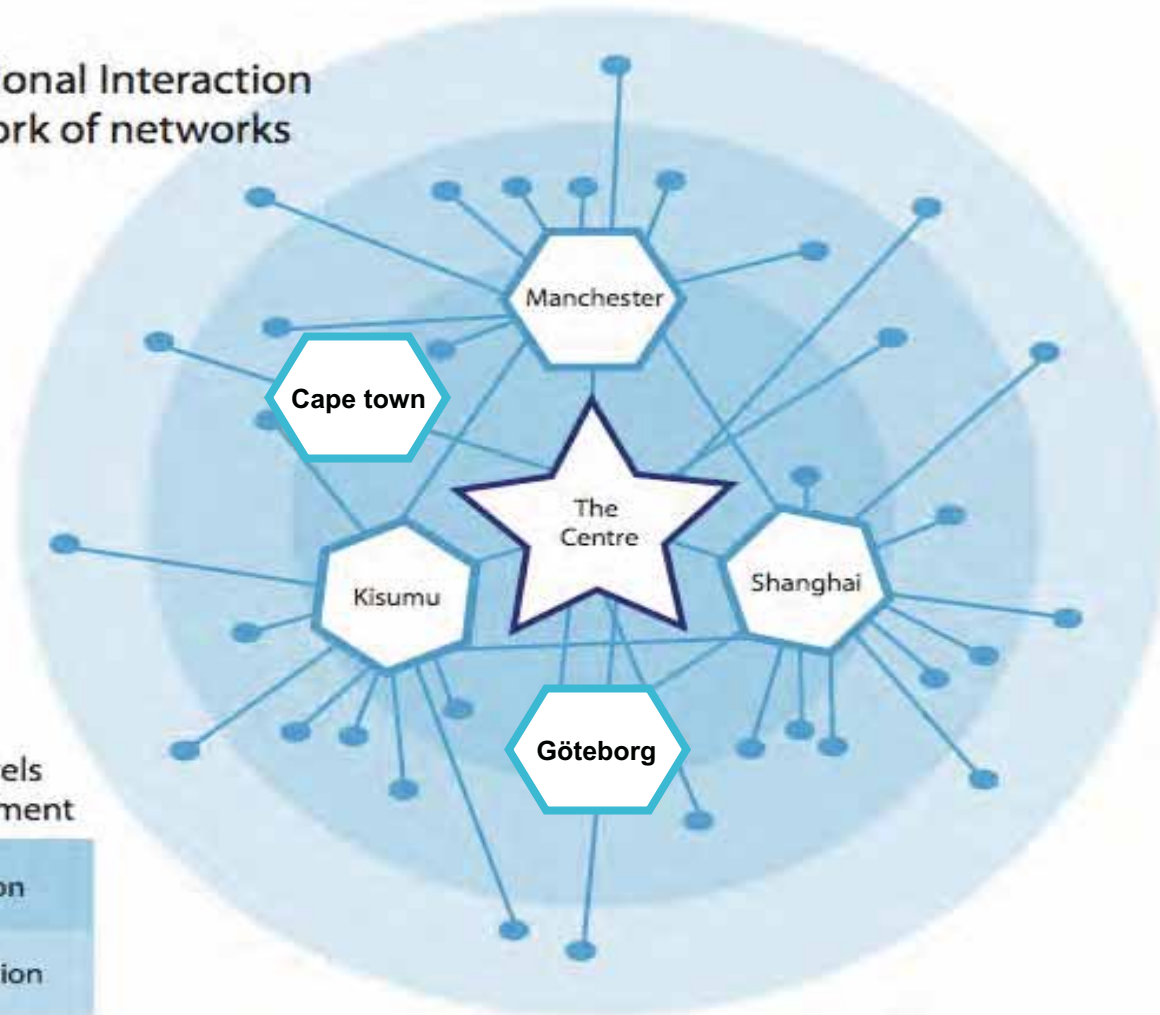 onal Interaction
ork of networks
Manchester
Cape town
The
Centre
Kisumu
Shanghai
Göteborg
els
ment
on
ion